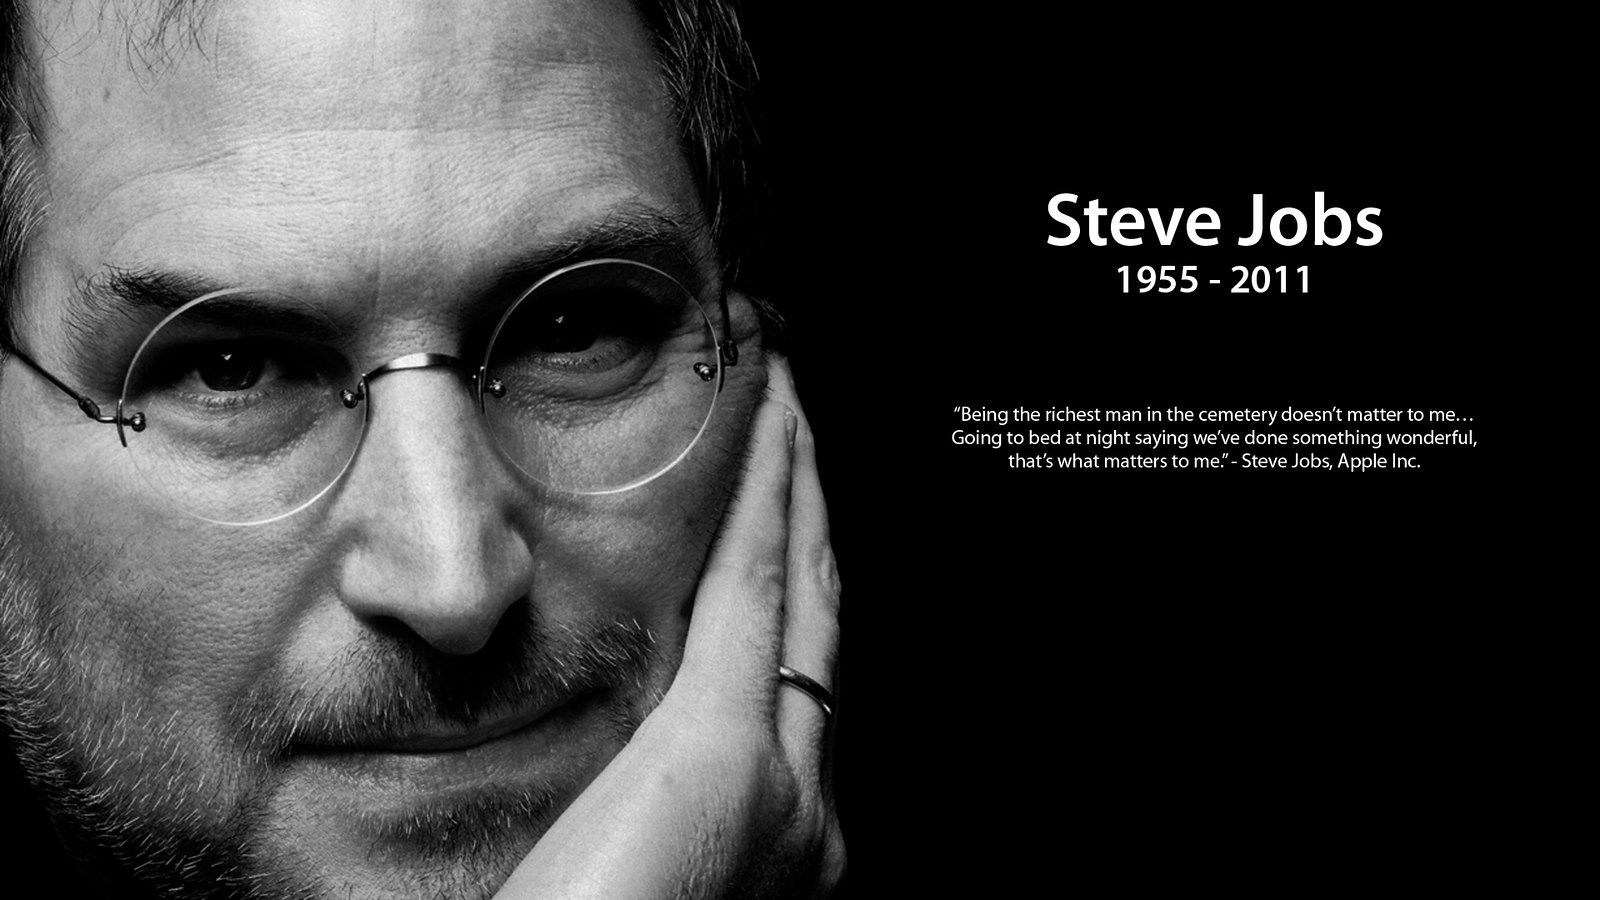 Steve Jobs
1955 - 2011
“Being the richest man in the cemetery doesn’t matter to me…
Going to bed at night saying we’ve done something wonderful,
that’s what matters to me.” - Steve Jobs, Apple Inc.